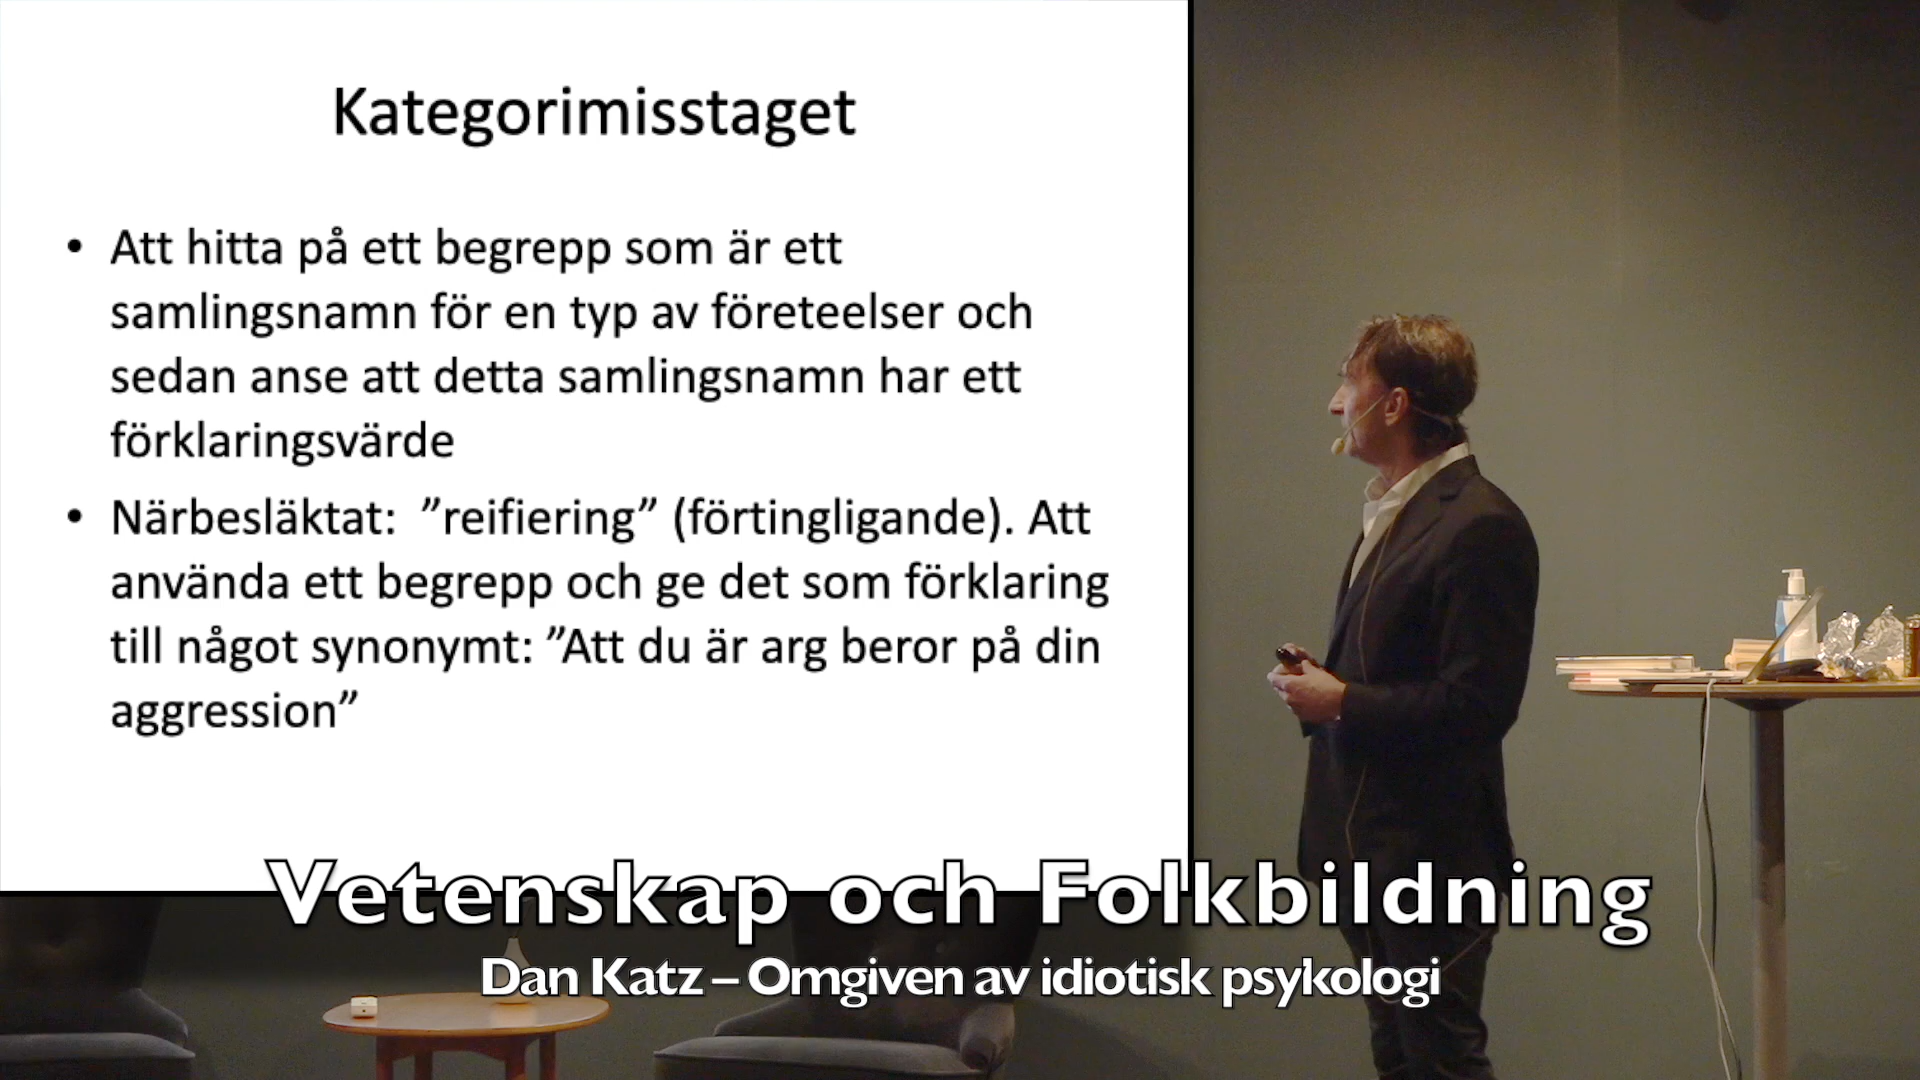 Kategorimisstaget
• Att hitta på ett begrepp som är ett
samlingsnamn för en typ av företeelser och
sedan anse att detta samlingsnamn har ett
förklaringsvärde
• Närbesläktat:  ”reifiering” (förtingligande). Att
använda ett begrepp och ge det som förklaring
till något synonymt: ”Att du är arg beror på din
aggression”
Vetenskap och Folkbildning
Dan Katz – Omgiven av idiotisk psykologi